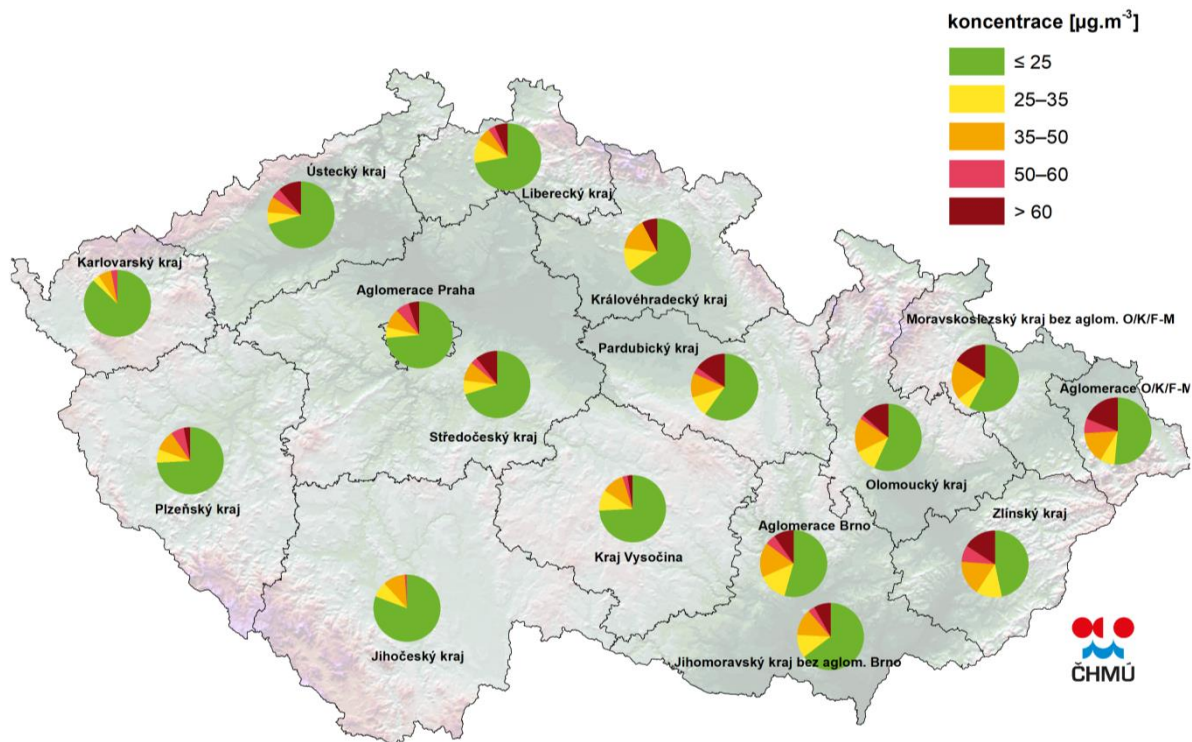 koncentrace [µg.m⁻³]
≤ 25
25–35
35–50
50–60
> 60
Ústecký kraj
Liberecký kraj
Karlovarský kraj
Aglomerace Praha
Královéhradecký kraj
Moravskoslezský kraj bez aglom. O/K/F-M
Pardubický kraj
Aglomerace O/K/F-M
Středočeský kraj
Olomoucký kraj
Plzeňský kraj
Zlínský kraj
Aglomerace Brno
Kraj Vysočina
Jihočeský kraj
Jihomoravský kraj bez aglom. Brno
ČHMÚ